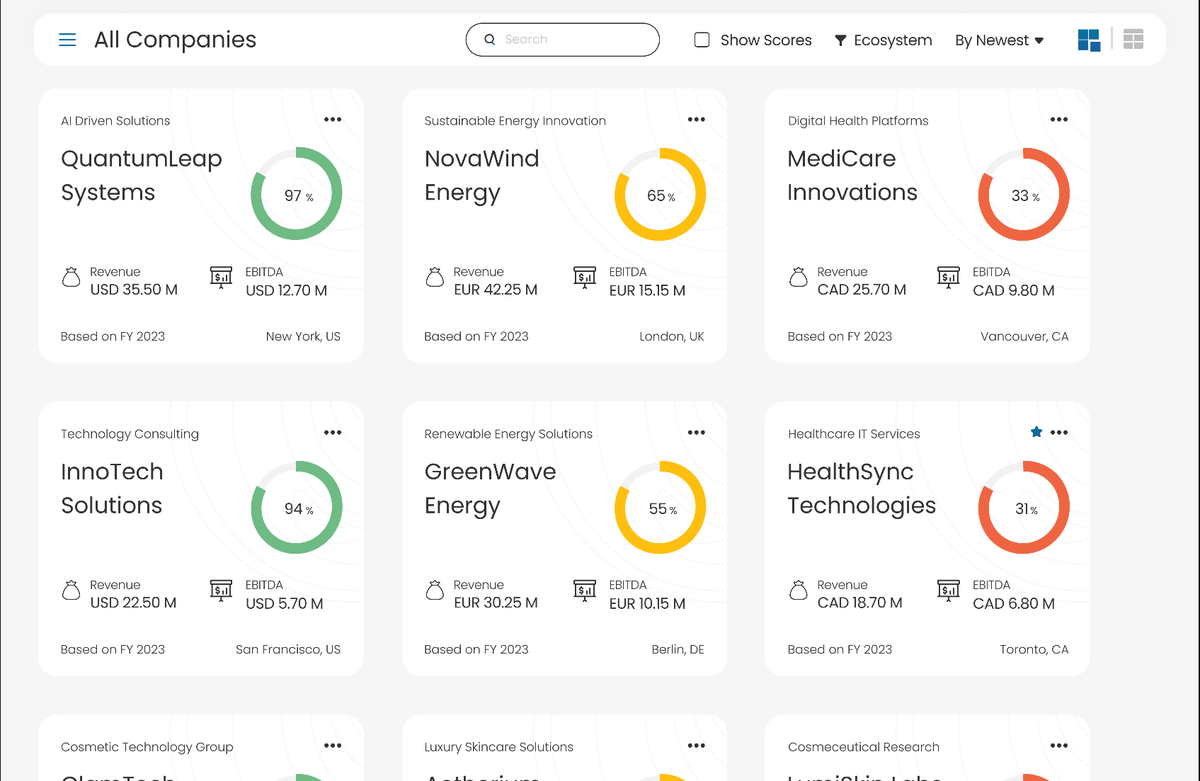 All Companies
Search
Show Scores
Ecosystem
By Newest
AI Driven Solutions
QuantumLeap
Systems
97 %
Revenue
USD 35.50 M
EBITDA
USD 12.70 M
Based on FY 2023
New York, US
Sustainable Energy Innovation
NovaWind
Energy
65 %
Revenue
EUR 42.25 M
EBITDA
EUR 15.15 M
Based on FY 2023
London, UK
Digital Health Platforms
MediCare
Innovations
33 %
Revenue
CAD 25.70 M
EBITDA
CAD 9.80 M
Based on FY 2023
Vancouver, CA
Technology Consulting
InnoTech
Solutions
94 %
Revenue
USD 22.50 M
EBITDA
USD 5.70 M
Based on FY 2023
San Francisco, US
Renewable Energy Solutions
GreenWave
Energy
55 %
Revenue
EUR 30.25 M
EBITDA
EUR 10.15 M
Based on FY 2023
Berlin, DE
Healthcare IT Services
HealthSync
Technologies
31 %
Revenue
CAD 18.70 M
EBITDA
CAD 6.80 M
Based on FY 2023
Toronto, CA
Cosmetic Technology Group
Luxury Skincare Solutions
Cosmeceutical Research